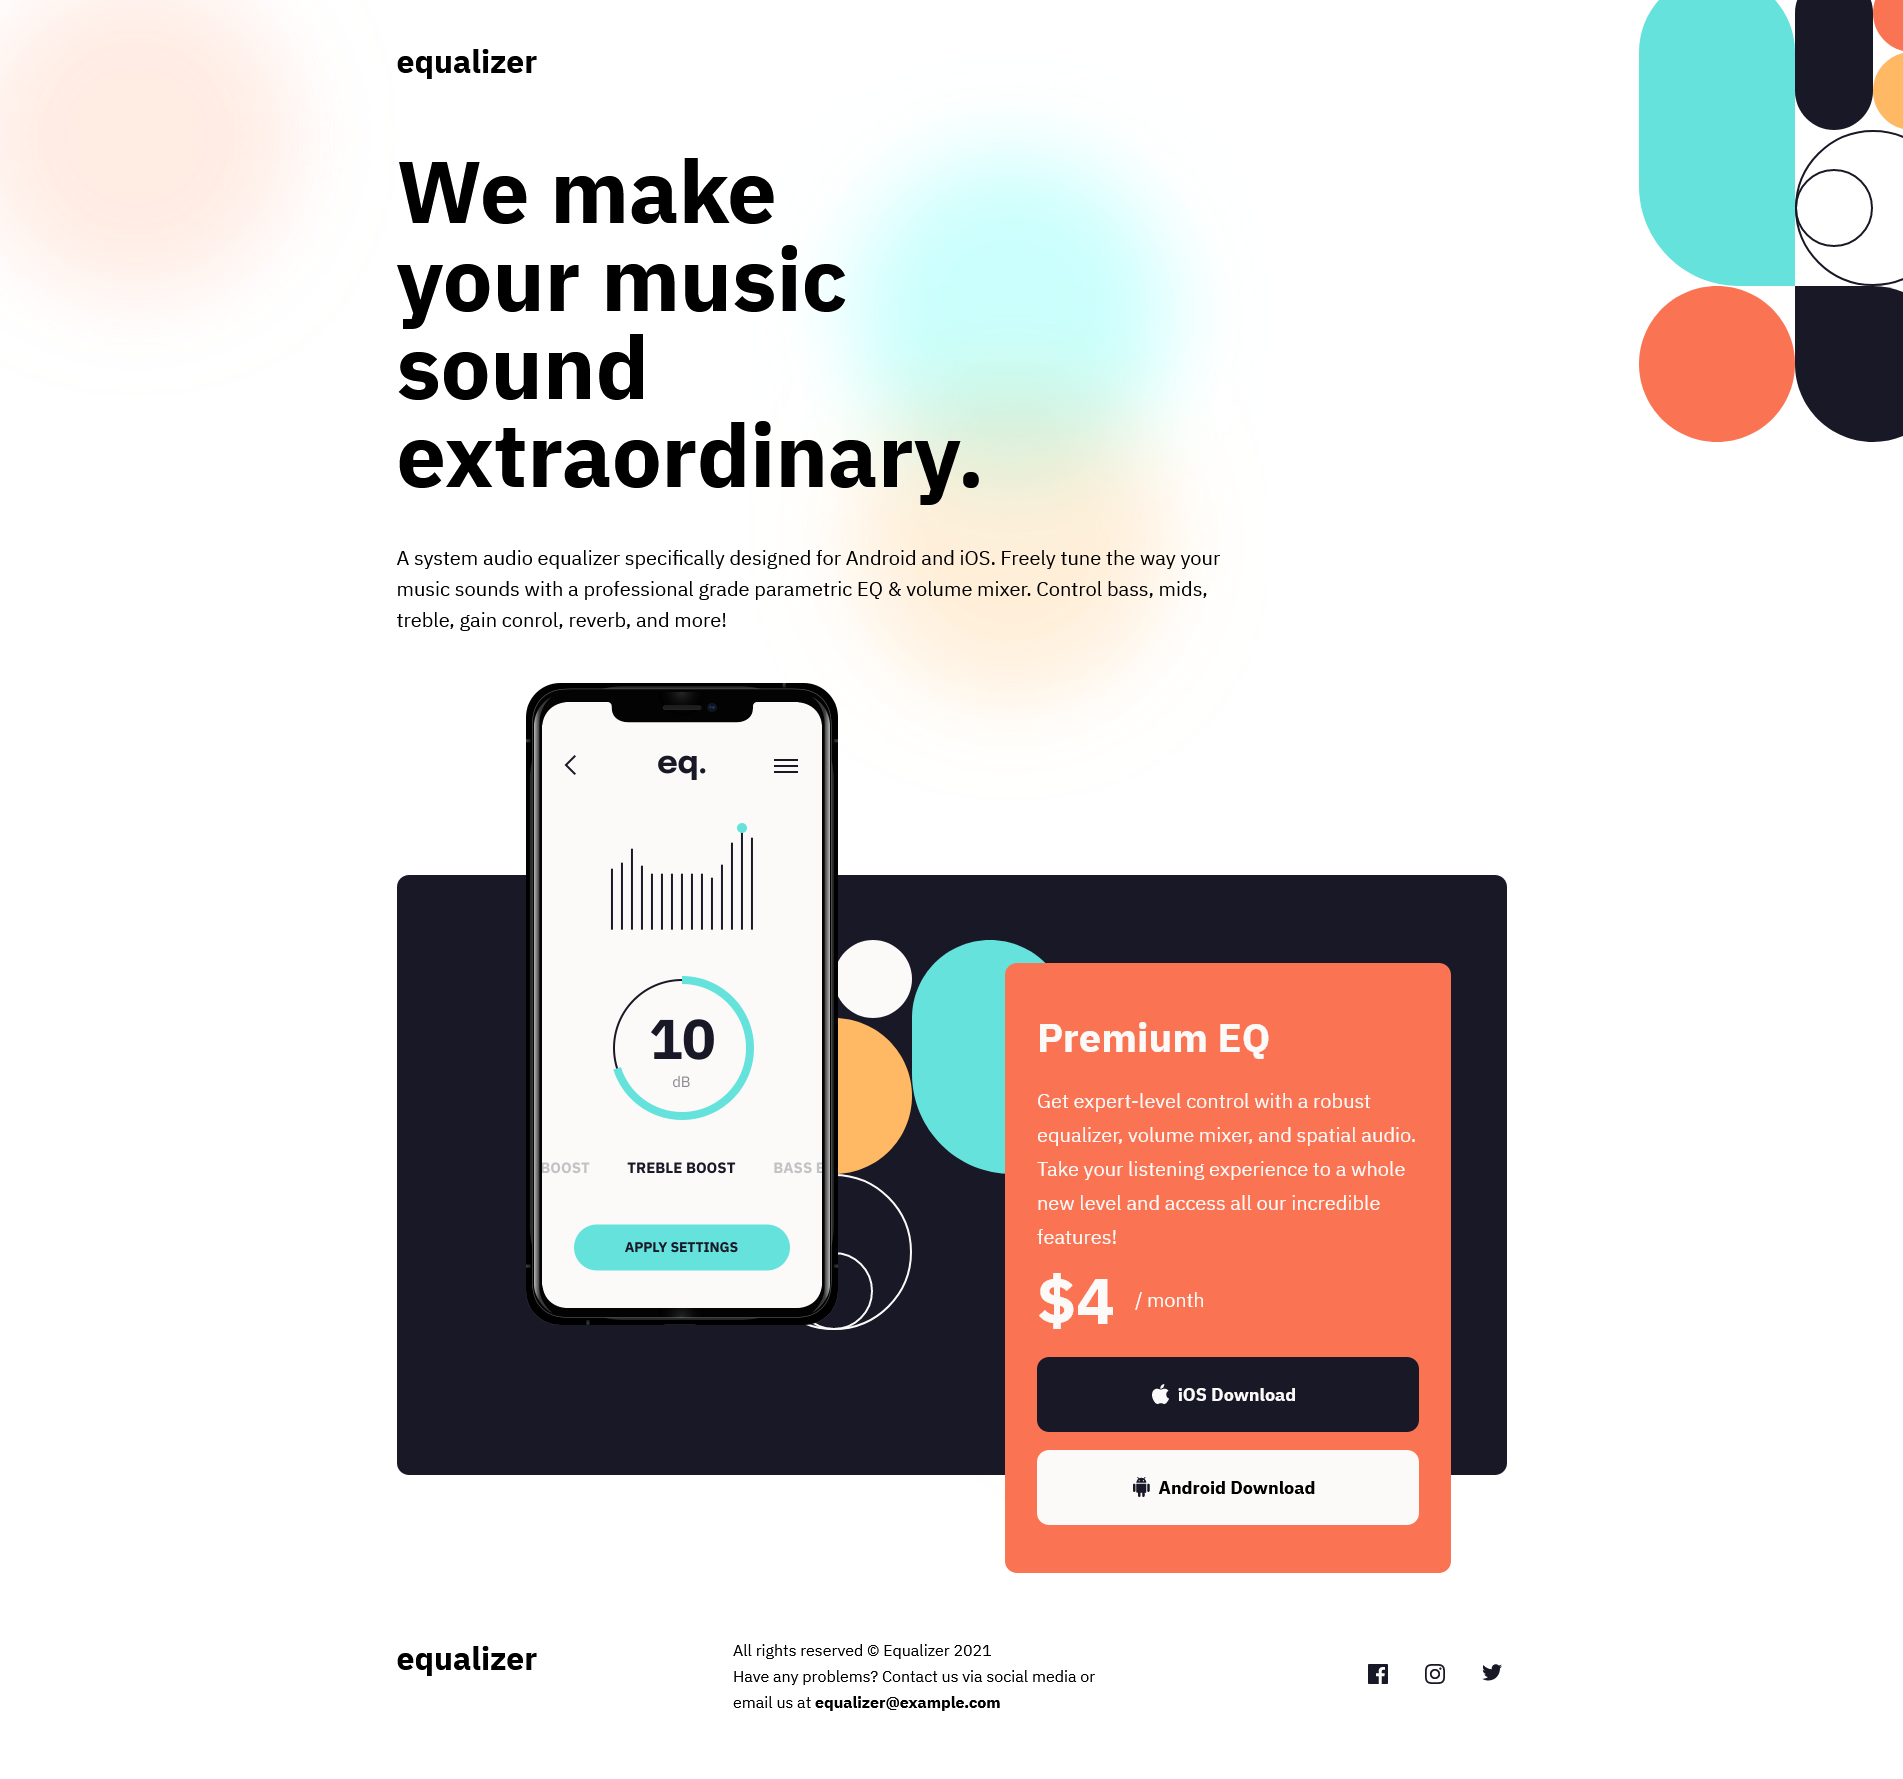 equalizer
We make
your music
sound
extraordinary.
A system audio equalizer specifically designed for Android and iOS. Freely tune the way your
music sounds with a professional grade parametric EQ & volume mixer. Control bass, mids,
treble, gain conrol, reverb, and more!
eq.
10
dB
BOOST TREBLE BOOST BASS B
APPLY SETTINGS
Premium EQ
Get expert-level control with a robust
equalizer, volume mixer, and spatial audio.
Take your listening experience to a whole
new level and access all our incredible
features!
$4 / month
iOS Download
Android Download
equalizer
All rights reserved © Equalizer 2021
Have any problems? Contact us via social media or
email us at equalizer@example.com